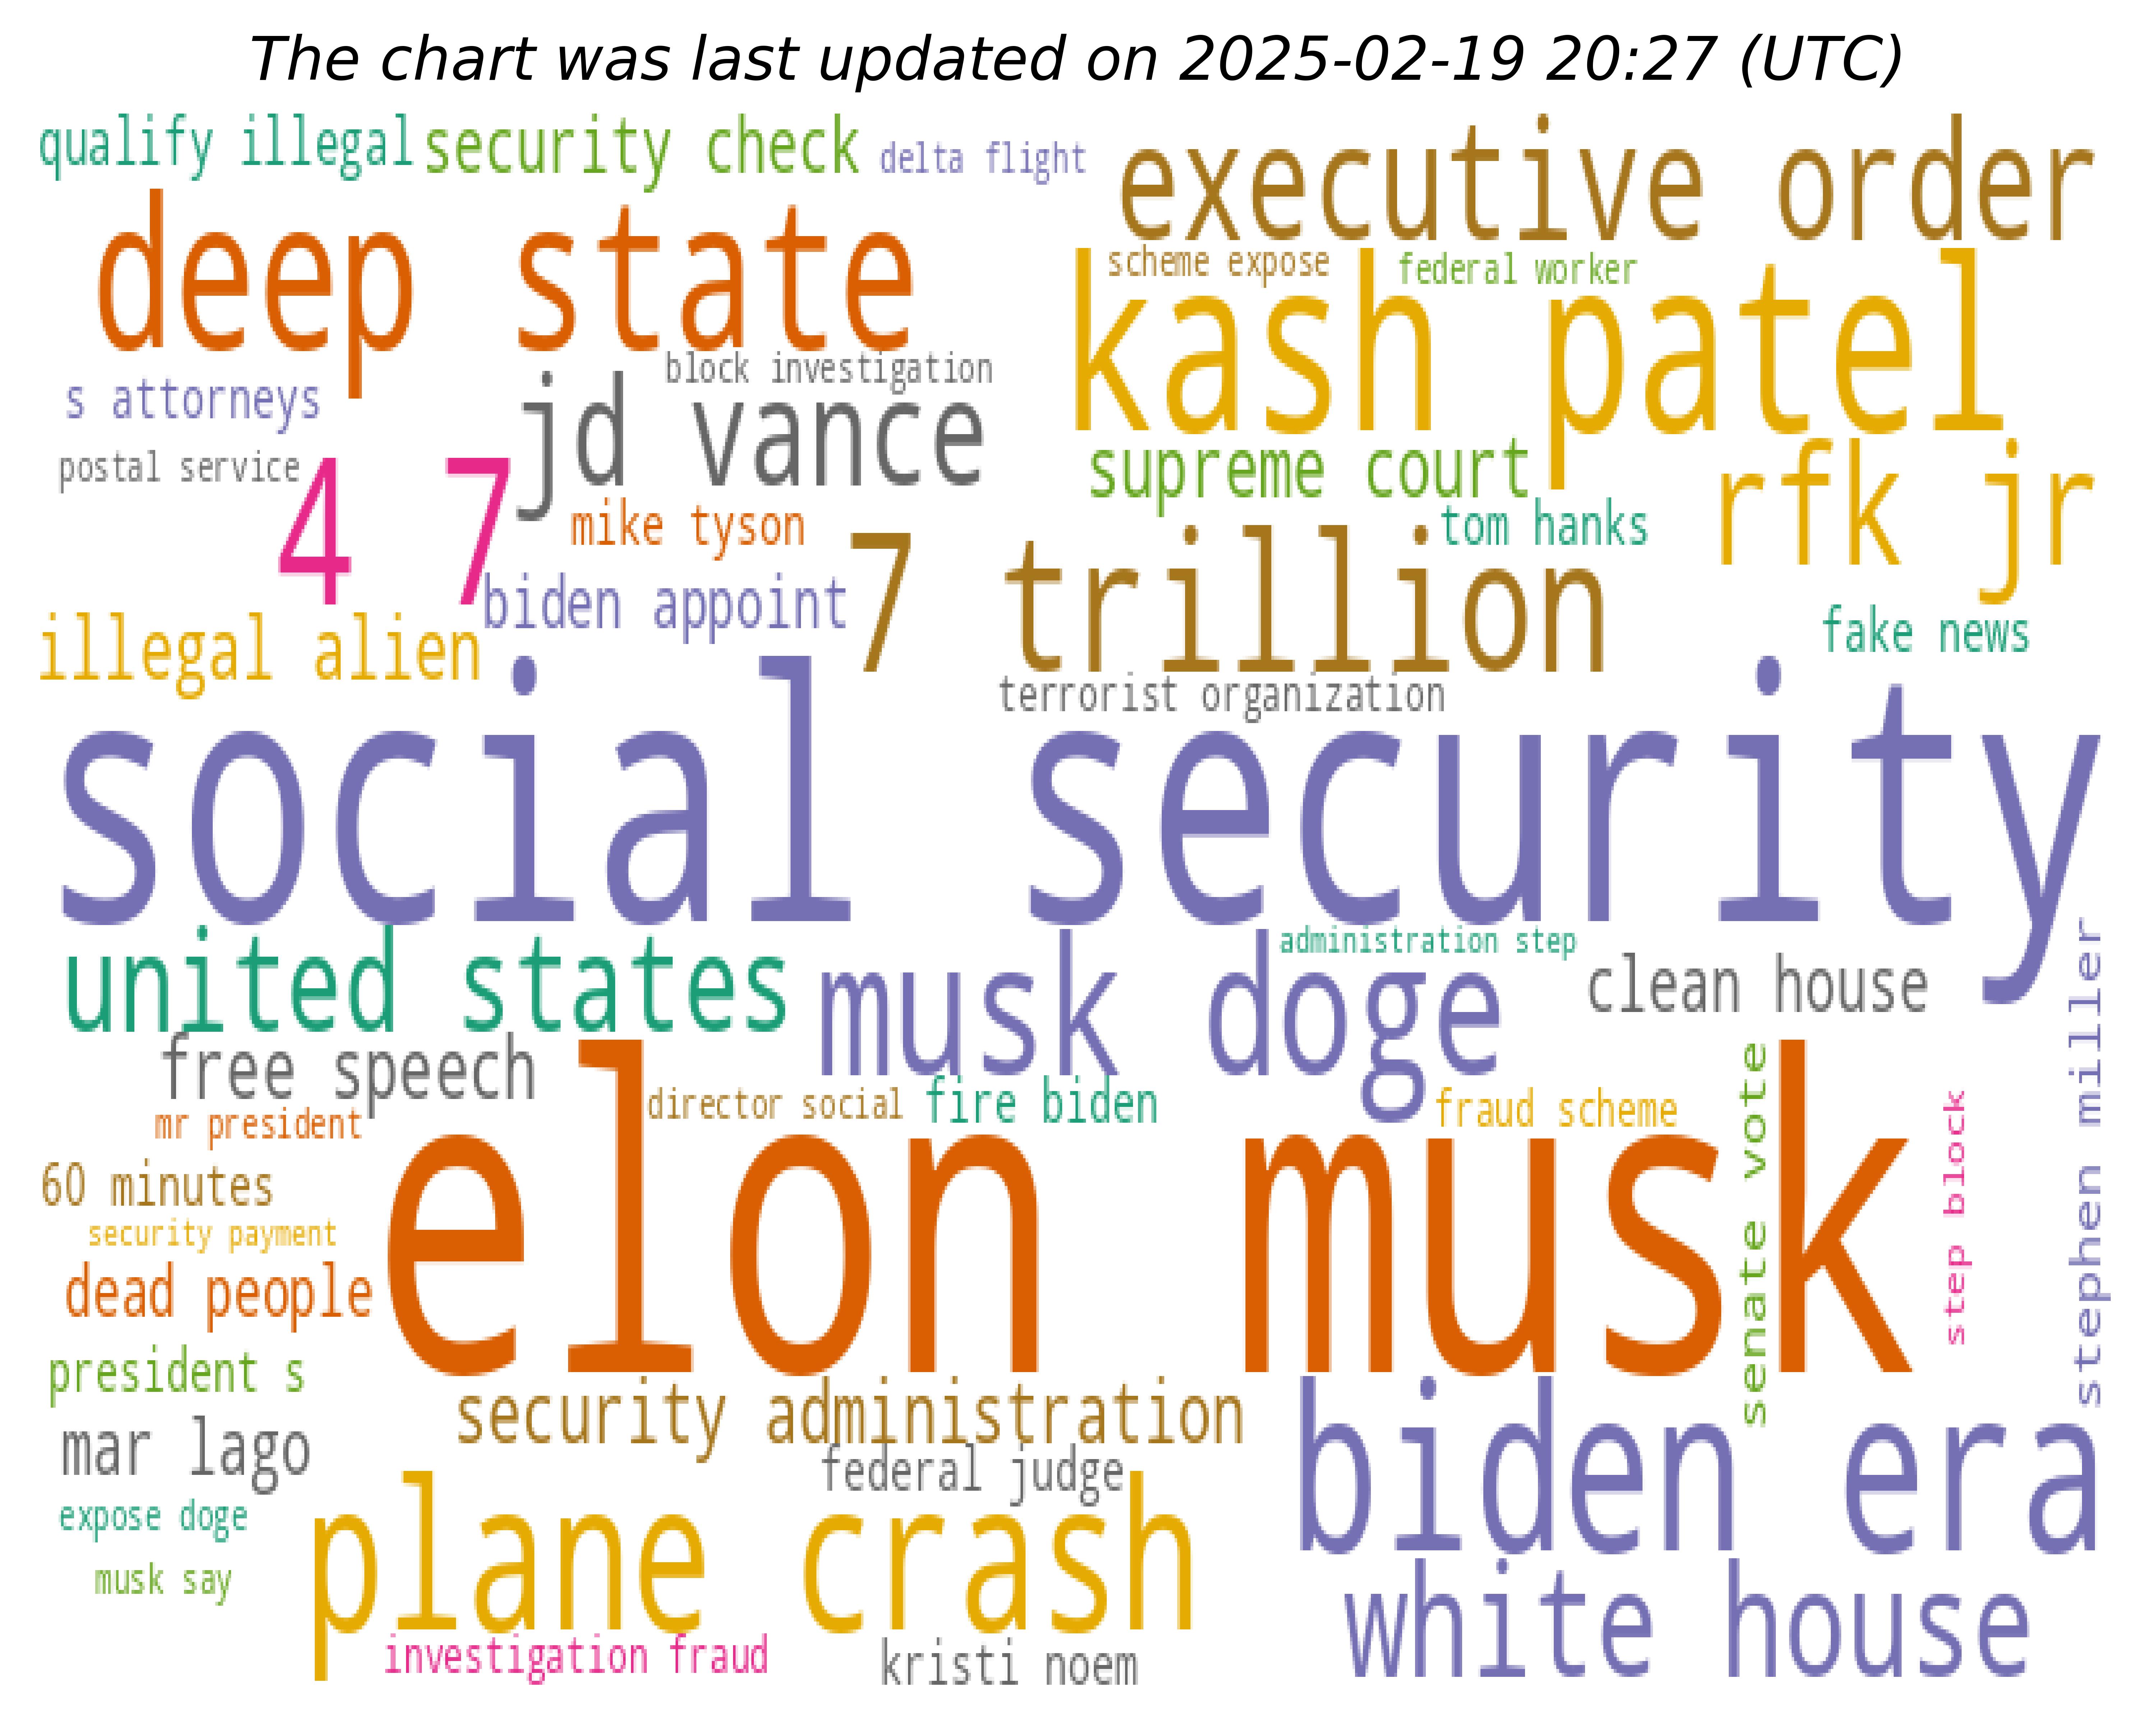 The chart was last updated on 2025-02-19 20:27 (UTC)
qualify illegal
security check
delta flight
executive order
deep state
scheme expose
federal worker
kash patel
block investigation
s attorneys
jd vance
postal service
supreme court
rfk jr
4 7
mike tyson
tom hanks
7 trillion
biden appoint
fake news
illegal alien
terrorist organization
social security
united states
musk doge
administration step
clean house
stephen miller
free speech
director social
fire biden
fraud scheme
senate vote
step block
mr president
elon musk
60 minutes
security payment
dead people
president s
security administration
biden era
mar lago
federal judge
expose doge
plane crash
musk say
white house
investigation fraud
kristi noem